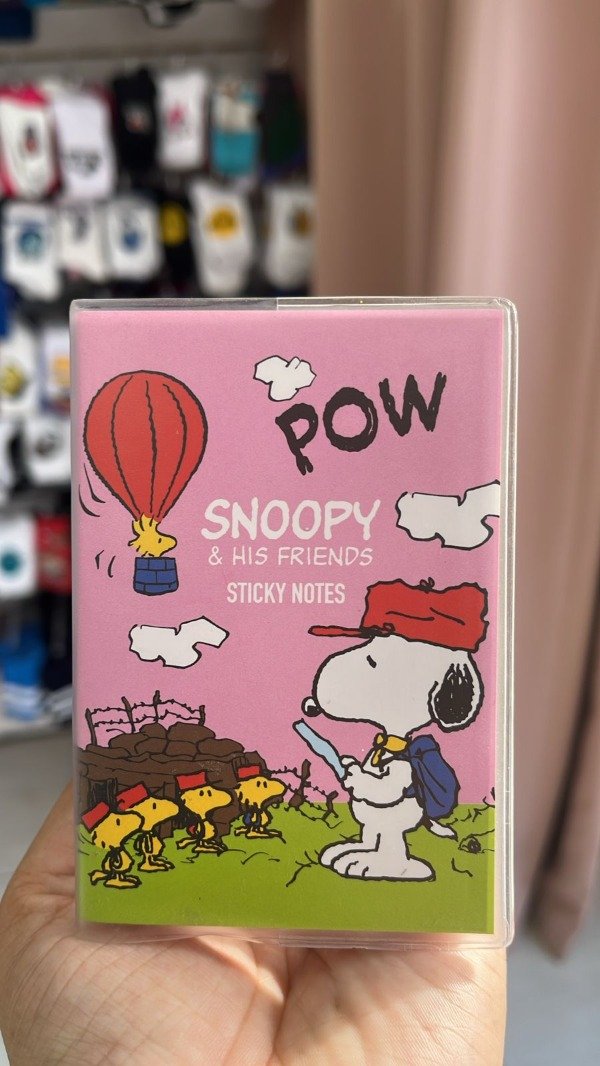 POW
SNOOPY
& HIS FRIENDS
STICKY NOTES